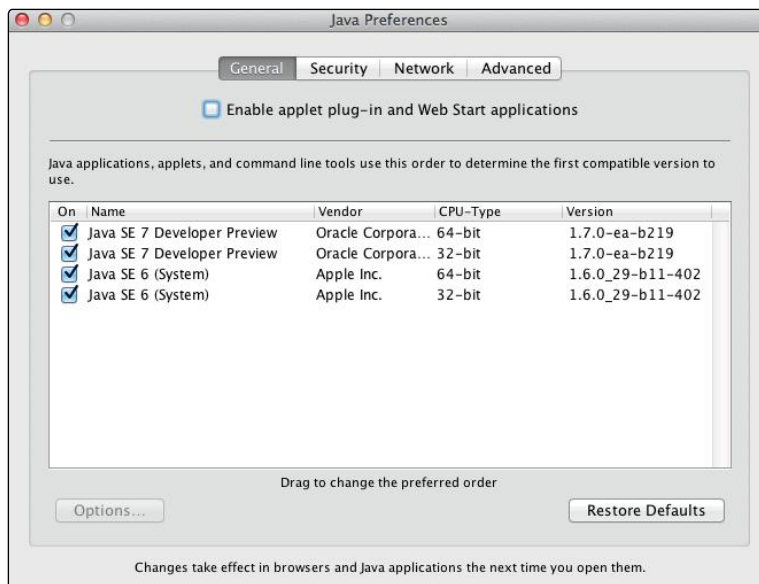 Java Preferences
General Security Network Advanced
Enable applet plug-in and Web Start applications
Java applications, applets, and command line tools use this order to determine the first compatible version to
use.
On Name Vendor CPU-Type Version
Java SE 7 Developer Preview Oracle Corpora... 64-bit 1.7.0-ea-b219
Java SE 7 Developer Preview Oracle Corpora... 32-bit 1.7.0-ea-b219
Java SE 6 (System) Apple Inc. 64-bit 1.6.0_29-b11-402
Java SE 6 (System) Apple Inc. 32-bit 1.6.0_29-b11-402
Drag to change the preferred order
Options... Restore Defaults
Changes take effect in browsers and Java applications the next time you open them.